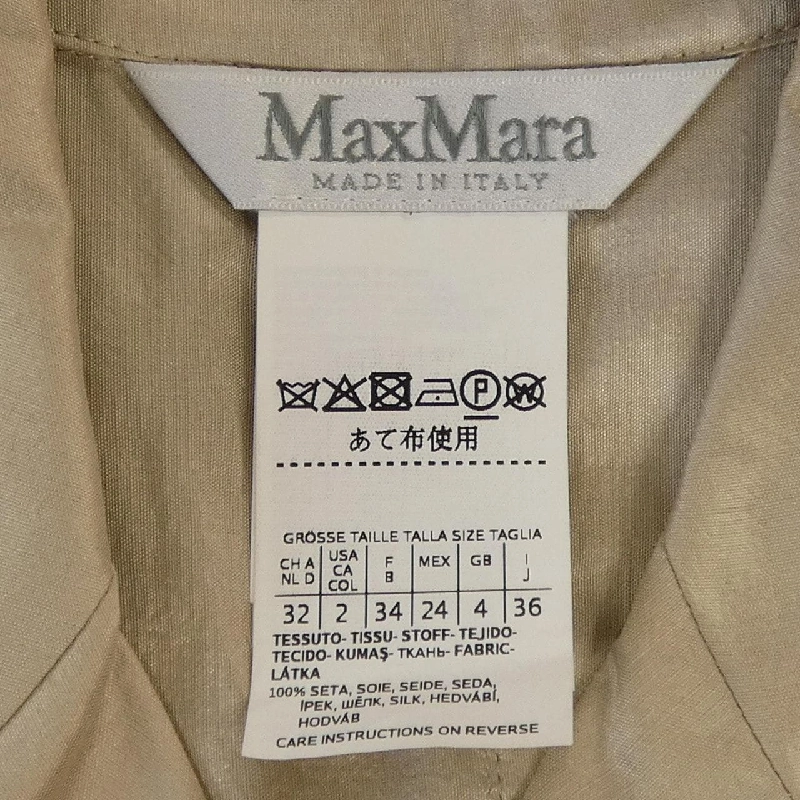 MaxMara
MADE IN ITALY
P W
あて布使用
GRÖSSE TAILLE TALLA SIZE TAGLIA
CH A NL D USA CA COL F B MEX GB I J
32 2 34 24 4 36
TESSUTO- TISSU- STOFF- TEJIDO-
TECIDO- KUMAŞ- ТКАНЬ- FABRIC-
LÁTKA
100% SETA, SOIE, SEIDE, SEDA,
İPEK, ШЁЛК, SILK, HEDVÁBÍ,
HODVÁB
CARE INSTRUCTIONS ON REVERSE